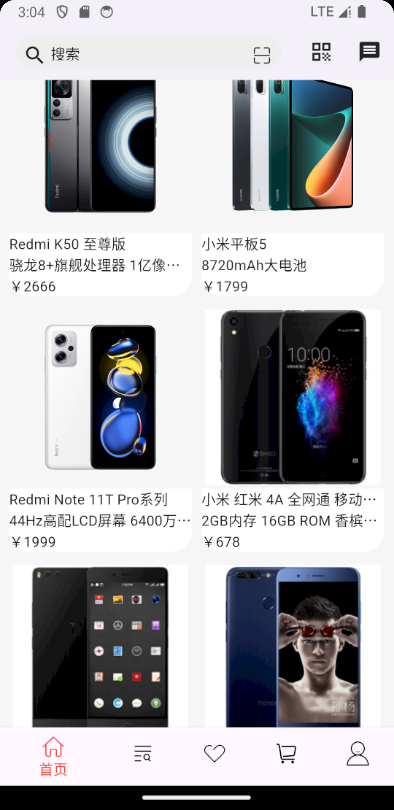 3:04
LTE
搜索
Redmi K50 至尊版
骁龙8+旗舰处理器 1亿像…
￥2666
小米平板5
8720mAh大电池
￥1799
10:00
Redmi Note 11T Pro系列
44Hz高配LCD屏幕 6400万…
￥1999
小米 红米 4A 全网通 移动…
2GB内存 16GB ROM 香槟…
￥678
honor
孙杨
首页